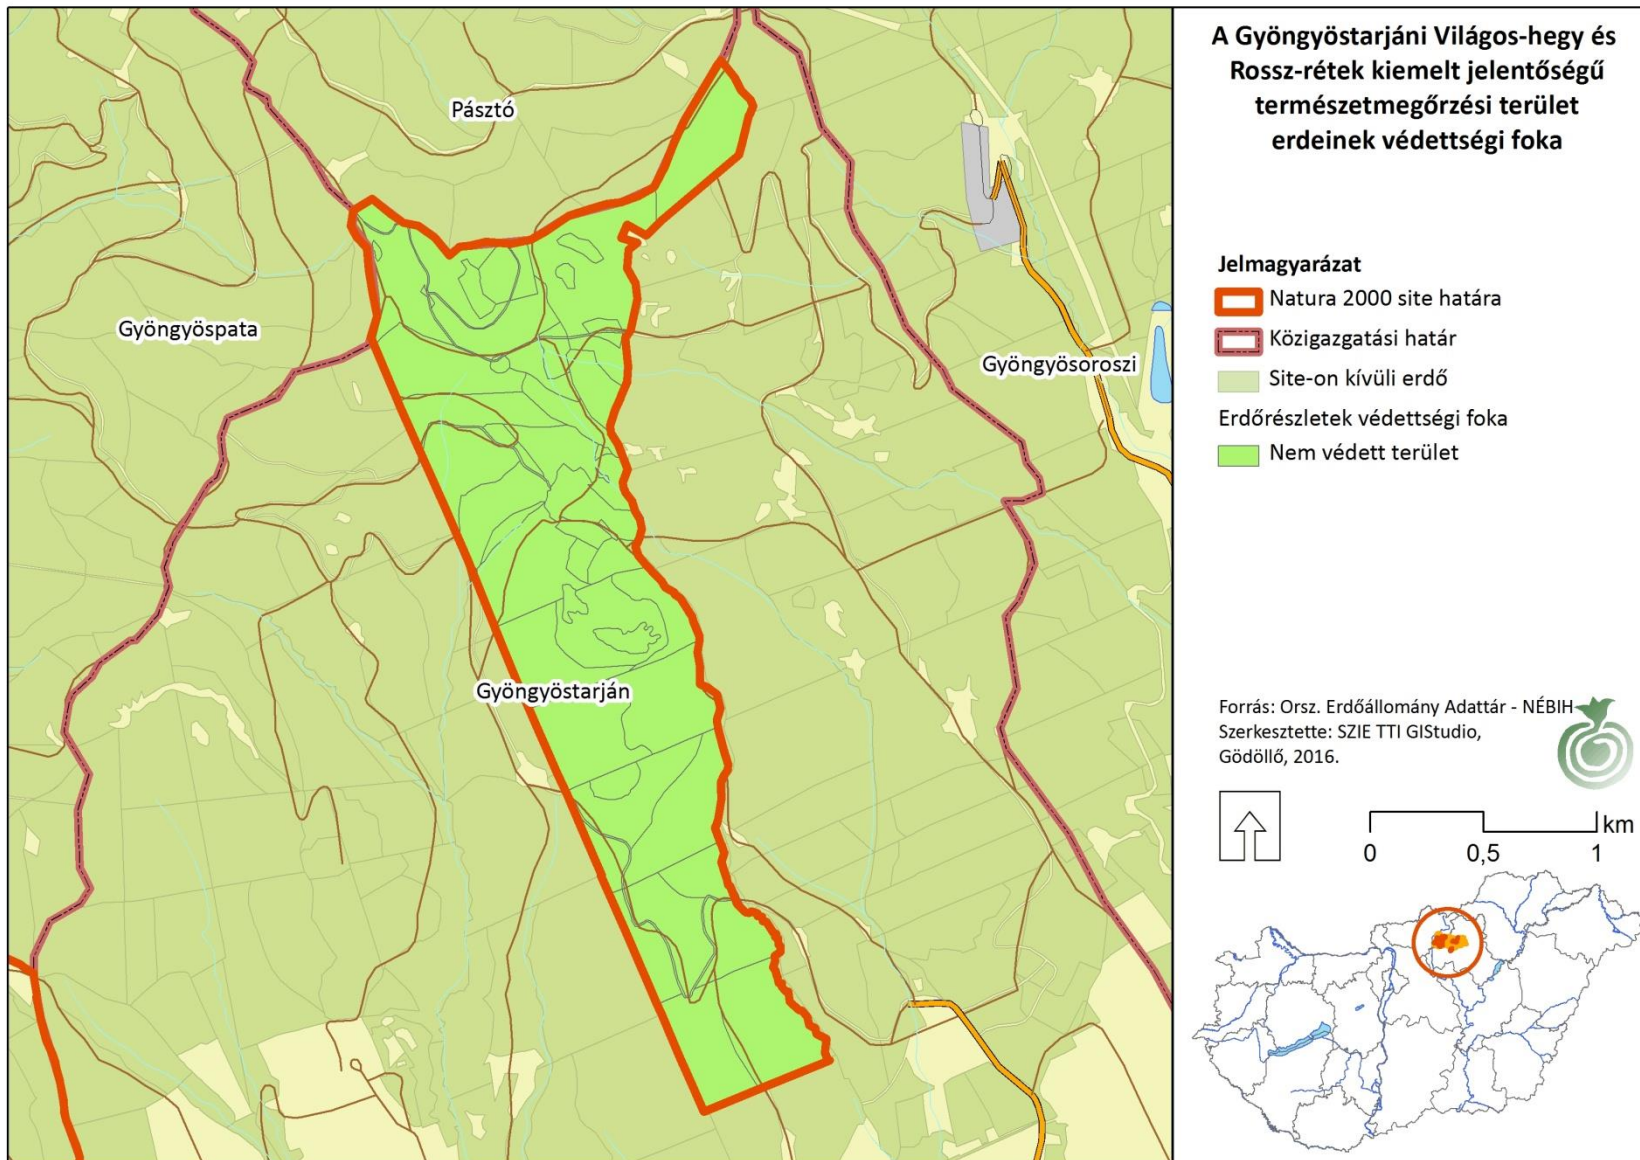 A Gyöngyöstarjáni Világos-hegy és
Rossz-rétek kiemelt jelentőségű
természetmegőrzési terület
erdeinek védettségi foka
Pásztó
Gyöngyöspata
Gyöngyösoroszi
Gyöngyöstarján
Jelmagyarázat
Natura 2000 site határa
Közigazgatási határ
Site-on kívüli erdő
Erdőrészletek védettségi foka
Nem védett terület
Forrás: Orsz. Erdőállomány Adattár - NÉBIH
Szerkesztette: SZIE TTI GIStudio,
Gödöllő, 2016.
km
0 0,5 1